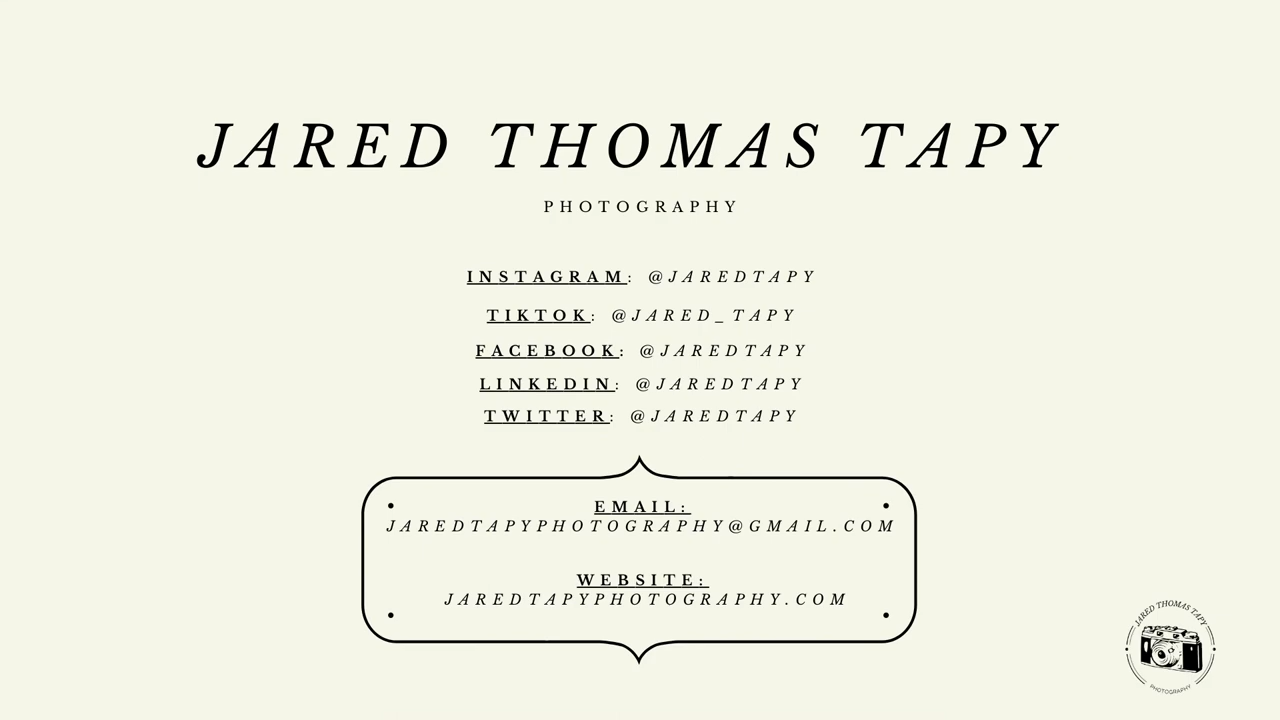 JARED THOMAS TAPY
PHOTOGRAPHY
INSTAGRAM: @JAREDTAPY
TIKTOK: @JARED_TAPY
FACEBOOK: @JAREDTAPY
LINKEDIN: @JAREDTAPY
TWITTER: @JAREDTAPY
EMAIL:
JAREDTAPYPHOTOGRAPHY@GMAIL.COM
WEBSITE:
JAREDTAPYPHOTOGRAPHY.COM
JARED THOMAS TAPY
PHOTOGRAPHY